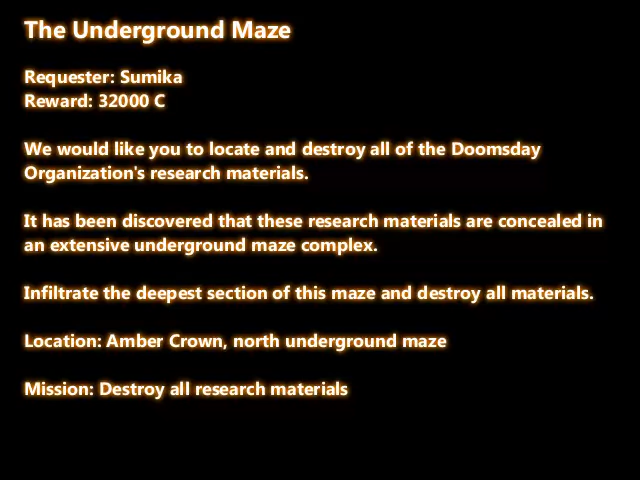 The Underground Maze
Requester: Sumika
Reward: 32000 C
We would like you to locate and destroy all of the Doomsday
Organization's research materials.
It has been discovered that these research materials are concealed in
an extensive underground maze complex.
Infiltrate the deepest section of this maze and destroy all materials.
Location: Amber Crown, north underground maze
Mission: Destroy all research materials